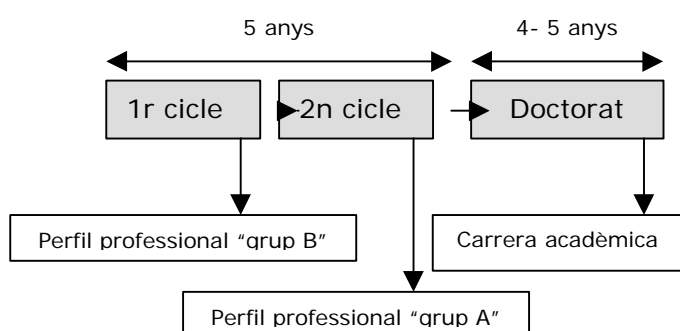 5 anys
4- 5 anys
1r cicle
2n cicle
Doctorat
Perfil professional “grup B”
Carrera acadèmica
Perfil professional “grup A”